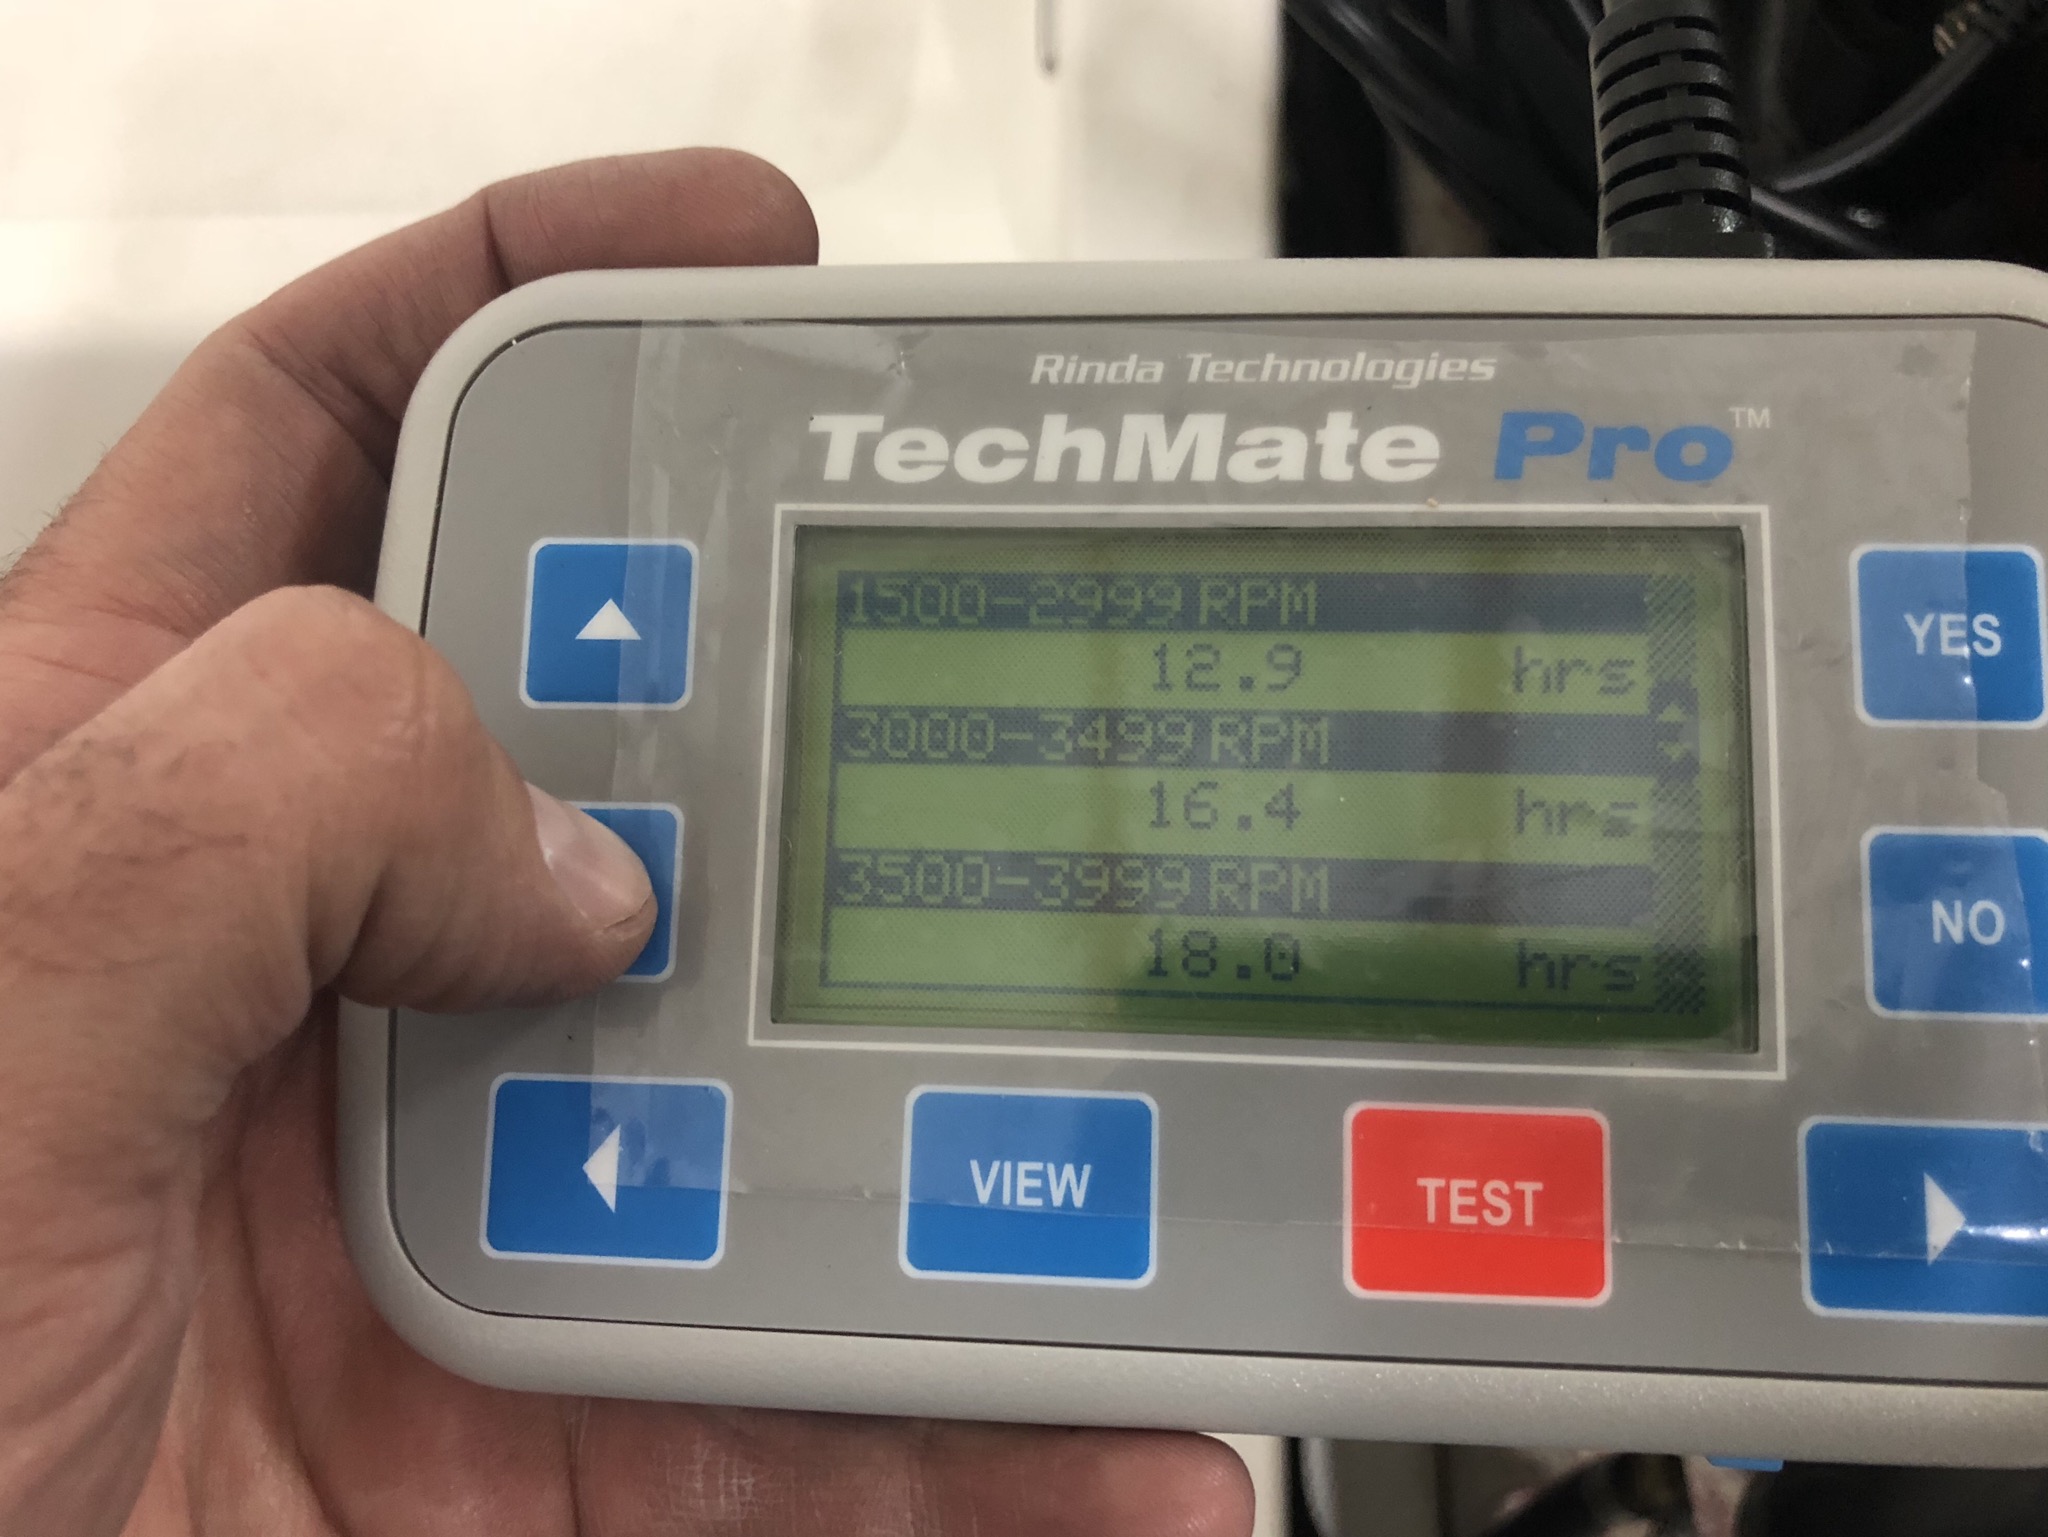 Rinda Technologies
TechMate Pro™
1500-2999 RPM
12.9 hrs
3000-3499 RPM
16.4 hrs
3500-3999 RPM
18.0 hrs
YES
NO
VIEW
TEST